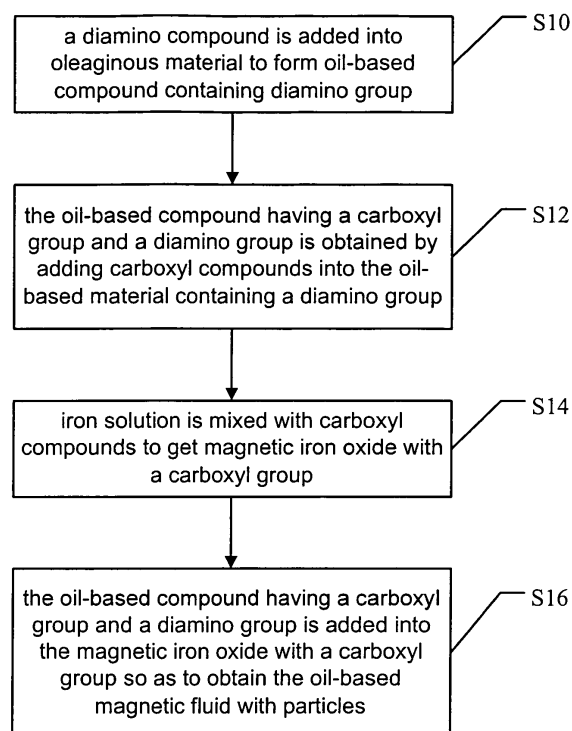 a diamino compound is added into
oleaginous material to form oil-based
compound containing diamino group
S10
the oil-based compound having a carboxyl
group and a diamino group is obtained by
adding carboxyl compounds into the oil-
based material containing a diamino group
S12
iron solution is mixed with carboxyl
compounds to get magnetic iron oxide with
a carboxyl group
S14
the oil-based compound having a carboxyl
group and a diamino group is added into
the magnetic iron oxide with a carboxyl
group so as to obtain the oil-based
magnetic fluid with particles
S16